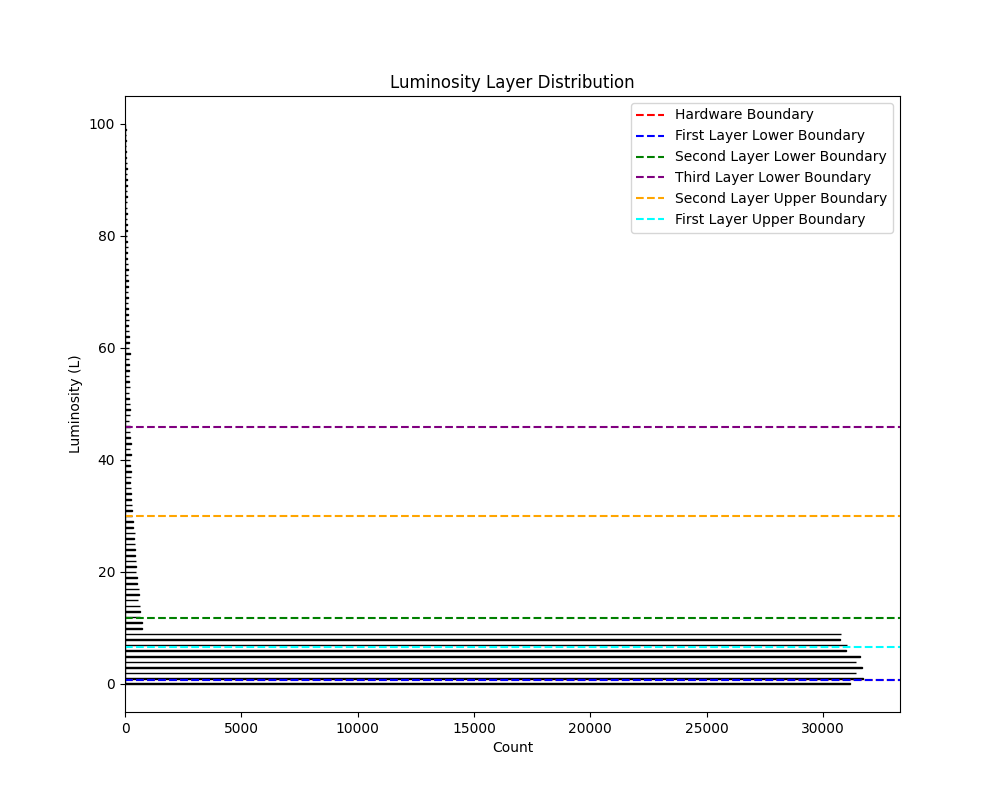 Luminosity Layer Distribution
Hardware Boundary
First Layer Lower Boundary
Second Layer Lower Boundary
Third Layer Lower Boundary
Second Layer Upper Boundary
First Layer Upper Boundary
100
80
60
40
20
0
Luminosity (L)
0 5000 10000 15000 20000 25000 30000
Count